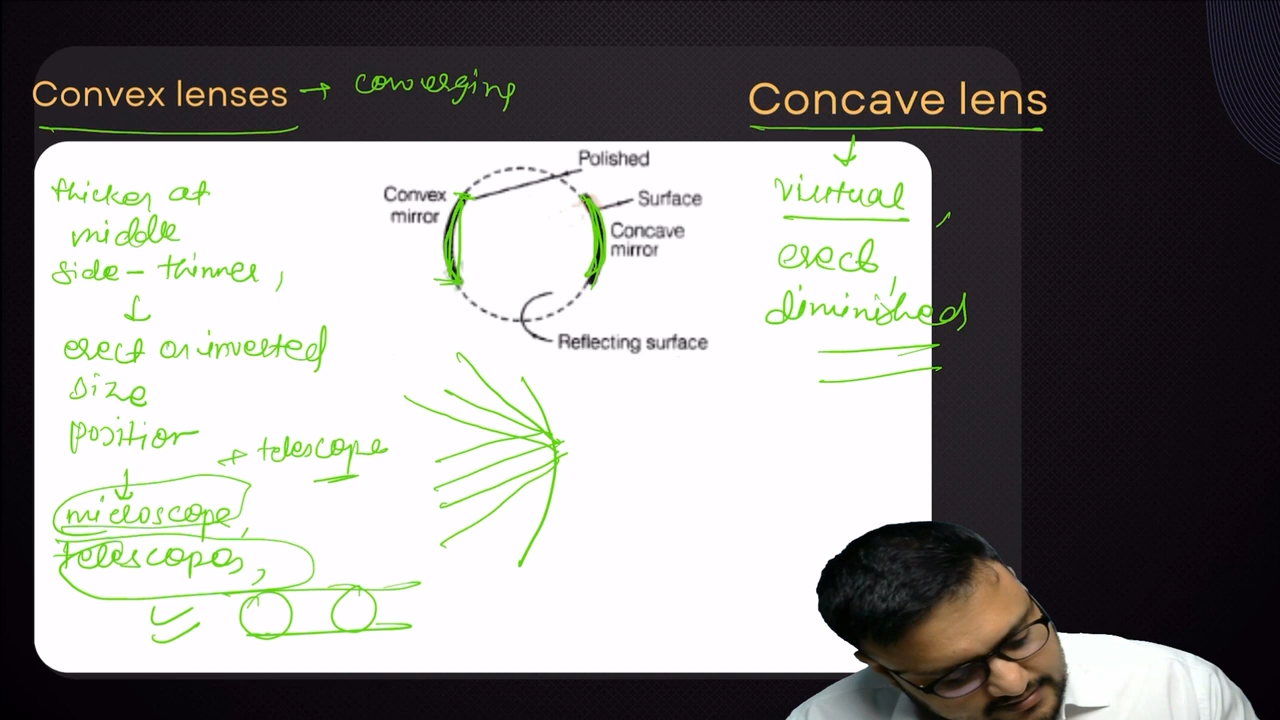 Convex lenses → converging
Concave lens
thicker at
middle
side - thinner,
erect or inverted
size
position
→ telescope
microscope,
telescopes,
Polished
Convex
mirror
Surface
Concave
mirror
Reflecting surface
virtual,
erect,
diminished